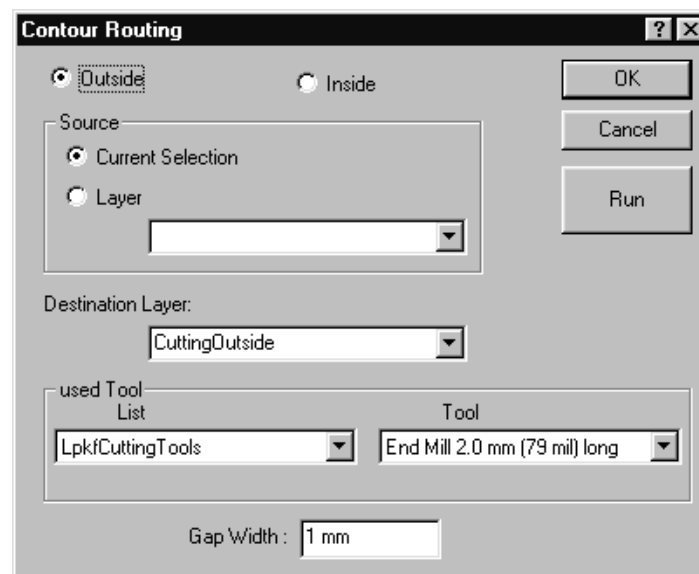 Contour Routing
Outside
Inside
OK
Source
Current Selection
Cancel
Layer
Run
Destination Layer:
CuttingOutside
used Tool
List
Tool
LpkfCuttingTools
End Mill 2.0 mm (79 mil) long
Gap Width :
1 mm